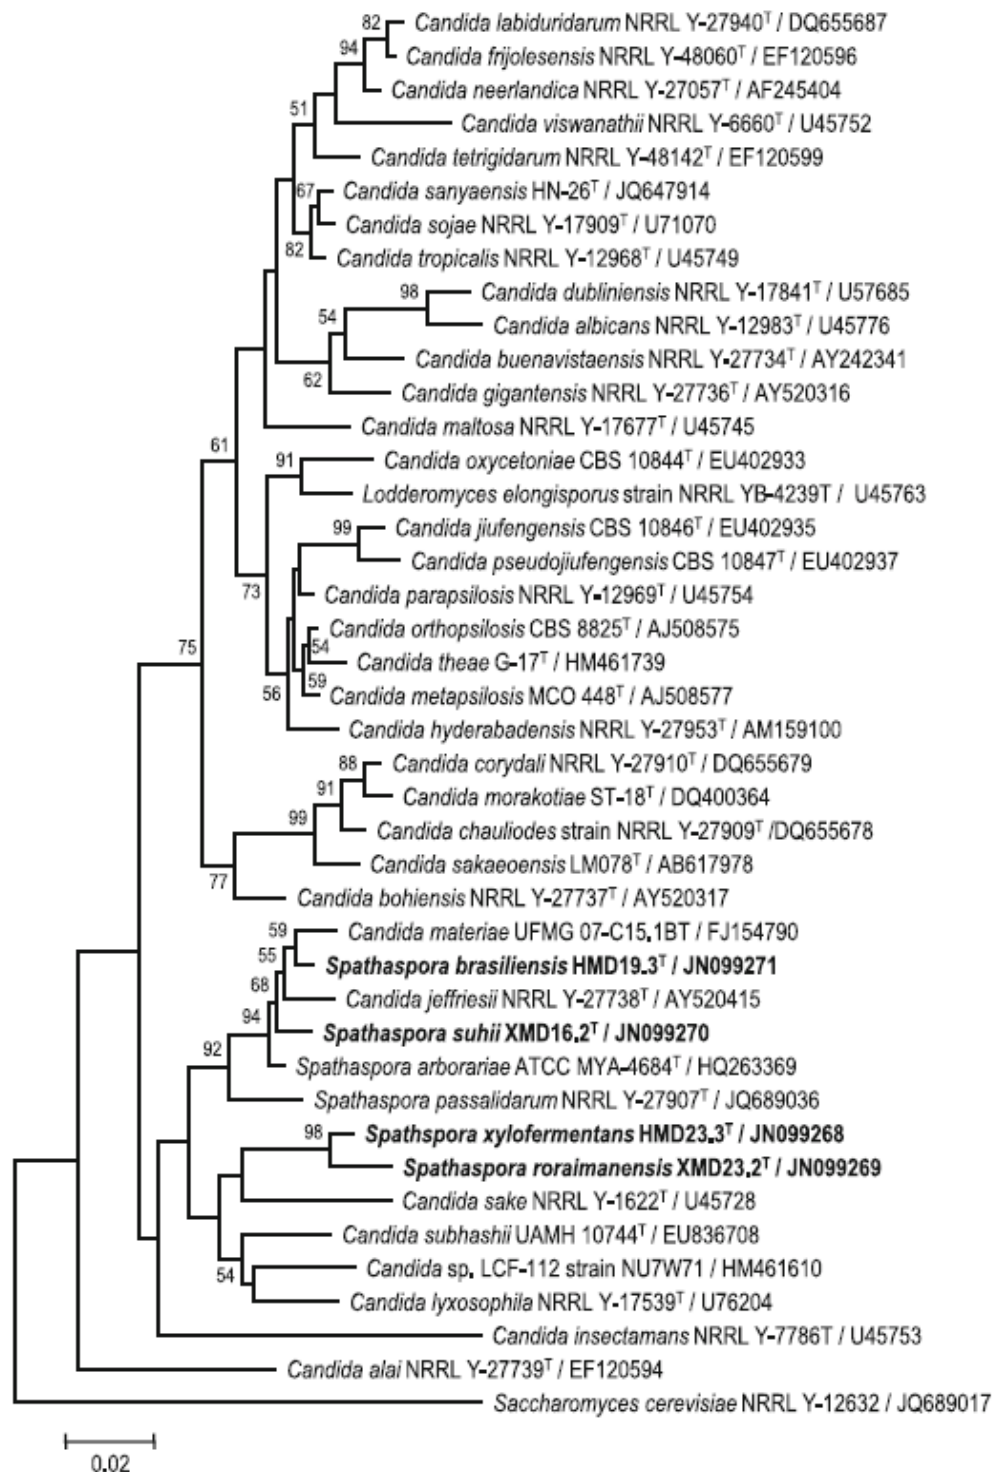 82 Candida labiduridarum NRRL Y-27940ᵀ / DQ655687
94 Candida frijolesensis NRRL Y-48060ᵀ / EF120596
Candida neerlandica NRRL Y-27057ᵀ / AF245404
51 Candida viswanathii NRRL Y-6660ᵀ / U45752
Candida tetrigidarum NRRL Y-48142ᵀ / EF120599
67 Candida sanyaensis HN-26ᵀ / JQ647914
Candida sojae NRRL Y-17909ᵀ / U71070
82 Candida tropicalis NRRL Y-12968ᵀ / U45749
98 Candida dubliniensis NRRL Y-17841ᵀ / U57685
54 Candida albicans NRRL Y-12983ᵀ / U45776
Candida buenavistaensis NRRL Y-27734ᵀ / AY242341
62 Candida gigantensis NRRL Y-27736ᵀ / AY520316
Candida maltosa NRRL Y-17677ᵀ / U45745
61
91 Candida oxycetoniae CBS 10844ᵀ / EU402933
Lodderomyces elongisporus strain NRRL YB-4239T / U45763
99 Candida jiufengensis CBS 10846ᵀ / EU402935
Candida pseudojiufengensis CBS 10847ᵀ / EU402937
73 Candida parapsilosis NRRL Y-12969ᵀ / U45754
Candida orthopsilosis CBS 8825ᵀ / AJ508575
75 54
Candida theae G-17ᵀ / HM461739
56 59 Candida metapsilosis MCO 448ᵀ / AJ508577
Candida hyderabadensis NRRL Y-27953ᵀ / AM159100
88 Candida corydali NRRL Y-27910ᵀ / DQ655679
91 Candida morakotiae ST-18ᵀ / DQ400364
99 Candida chauliodes strain NRRL Y-27909ᵀ /DQ655678
Candida sakaeoensis LM078ᵀ / AB617978
77 Candida bohiensis NRRL Y-27737ᵀ / AY520317
59 Candida materiae UFMG 07-C15.1BT / FJ154790
55 Spathaspora brasiliensis HMD19.3ᵀ / JN099271
68 Candida jeffriesii NRRL Y-27738ᵀ / AY520415
94 Spathaspora suhii XMD16.2ᵀ / JN099270
92 Spathaspora arborariae ATCC MYA-4684ᵀ / HQ263369
Spathaspora passalidarum NRRL Y-27907ᵀ / JQ689036
98 Spathspora xylofermentans HMD23.3ᵀ / JN099268
Spathaspora roraimanensis XMD23.2ᵀ / JN099269
Candida sake NRRL Y-1622ᵀ / U45728
Candida subhashii UAMH 10744ᵀ / EU836708
54 Candida sp. LCF-112 strain NU7W71 / HM461610
Candida lyxosophila NRRL Y-17539ᵀ / U76204
Candida insectamans NRRL Y-7786T / U45753
Candida alai NRRL Y-27739ᵀ / EF120594
Saccharomyces cerevisiae NRRL Y-12632 / JQ689017
0.02